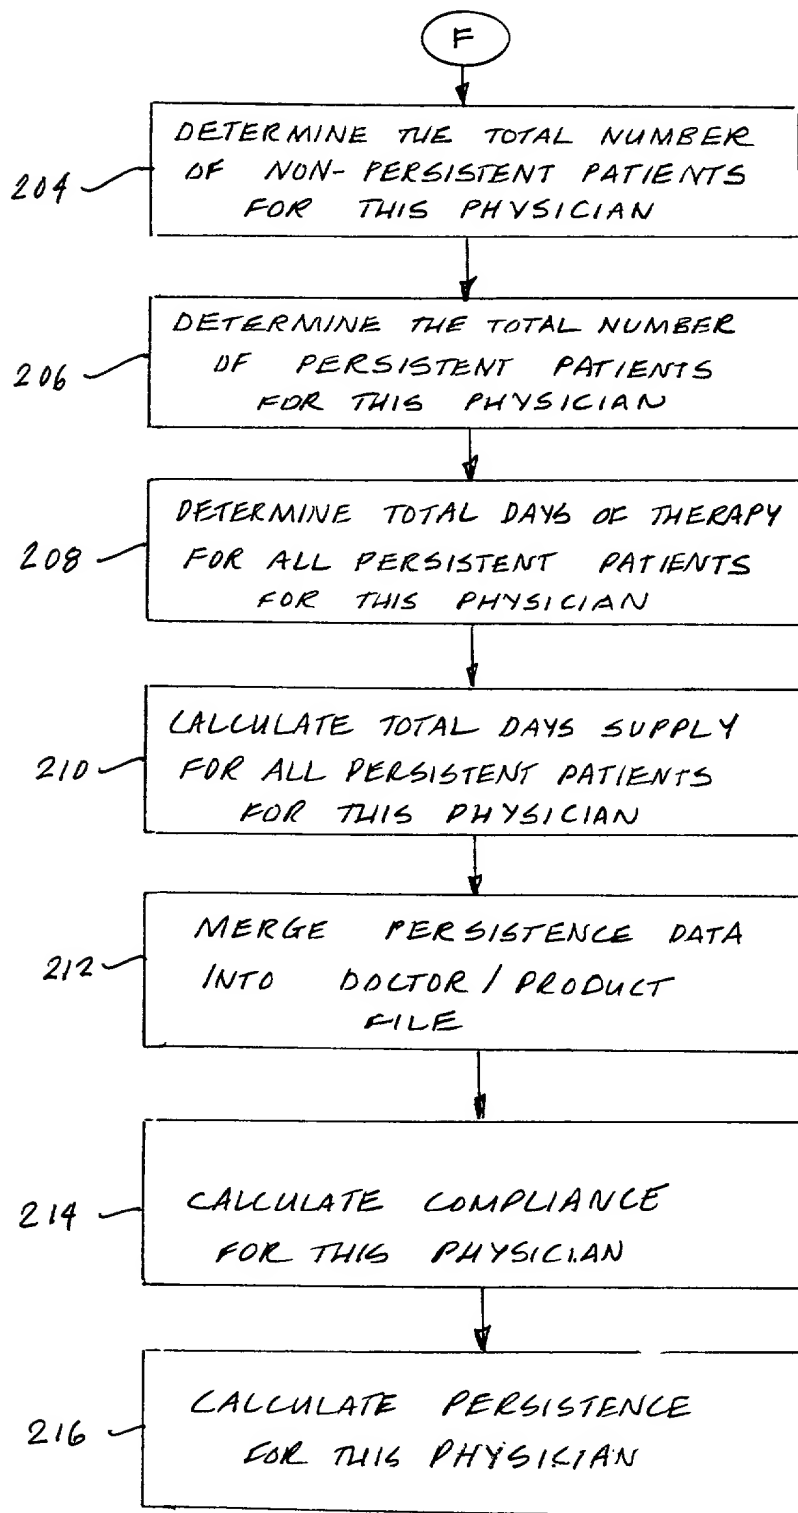 F
204
DETERMINE THE TOTAL NUMBER
OF NON-PERSISTENT PATIENTS
FOR THIS PHYSICIAN
206
DETERMINE THE TOTAL NUMBER
OF PERSISTENT PATIENTS
FOR THIS PHYSICIAN
208
DETERMINE TOTAL DAYS OF THERAPY
FOR ALL PERSISTENT PATIENTS
FOR THIS PHYSICIAN
210
CALCULATE TOTAL DAYS SUPPLY
FOR ALL PERSISTENT PATIENTS
FOR THIS PHYSICIAN
212
MERGE PERSISTENCE DATA
INTO DOCTOR / PRODUCT
FILE
214
CALCULATE COMPLIANCE
FOR THIS PHYSICIAN
216
CALCULATE PERSISTENCE
FOR THIS PHYSICIAN